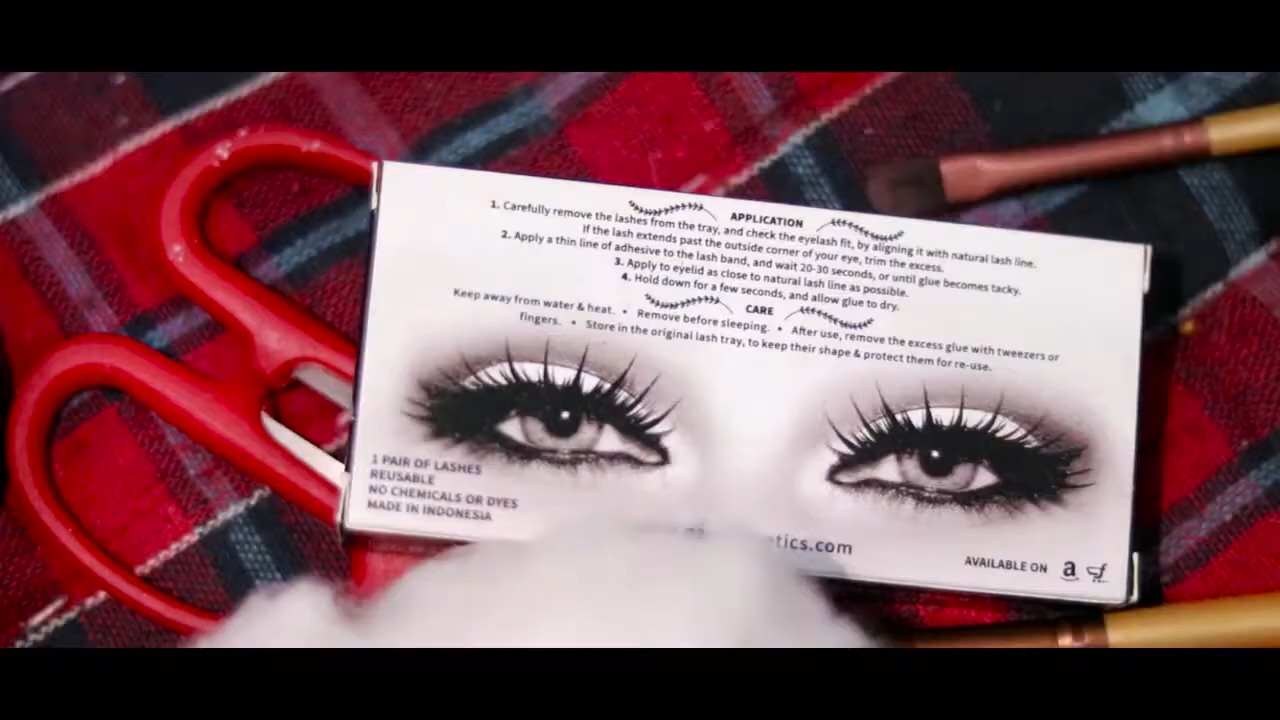 APPLICATION
1. Carefully remove the lashes from the tray, and check the eyelash fit, by aligning it with natural lash line.
If the lash extends past the outside corner of your eye, trim the excess.
2. Apply a thin line of adhesive to the lash band, and wait 20-30 seconds, or until glue becomes tacky.
3. Apply to eyelid as close to natural lash line as possible.
4. Hold down for a few seconds, and allow glue to dry.
CARE
Keep away from water & heat. • Remove before sleeping. • After use, remove the excess glue with tweezers or
fingers. • Store in the original lash tray, to keep their shape & protect them for re-use.
1 PAIR OF LASHES
REUSABLE
NO CHEMICALS OR DYES
MADE IN INDONESIA
tics.com
AVAILABLE ON a